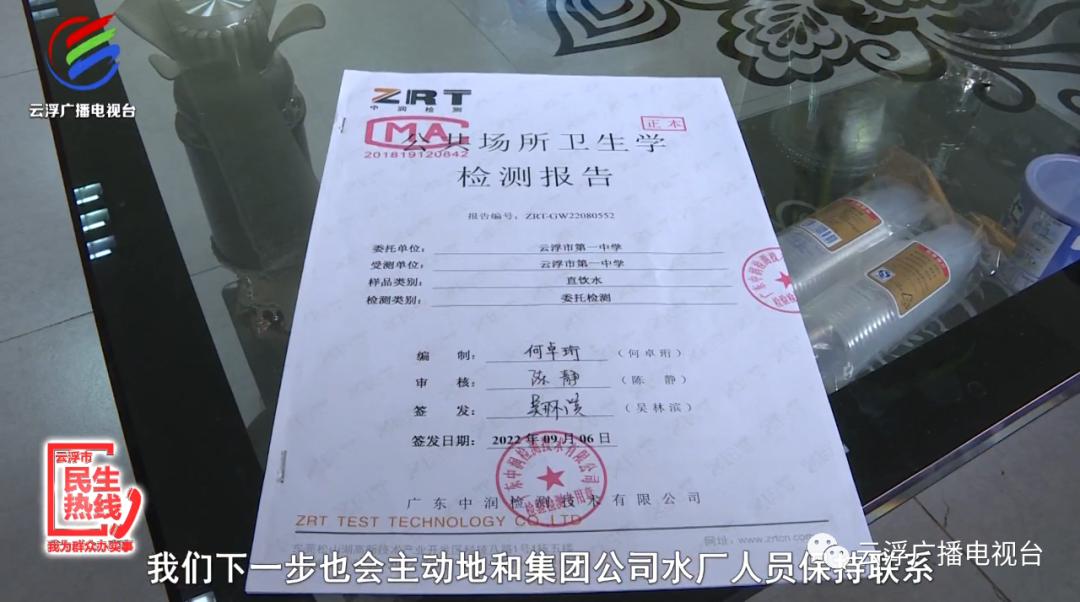 云浮广播电视台
ZRT
中润检测
MA
201819120842
正本
公共场所卫生学
检测报告
报告编号：ZRT-GW22080552
委托单位： 云浮市第一中学
受测单位： 云浮市第一中学
样品类别： 直饮水
检测类别： 委托检测
编 制： 何卓珩 （何卓珩）
审 核： 陈静 （陈 静）
签 发： 吴林滨 （吴林滨）
签发日期： 2022 年 09 月 06 日
广东中润检测技术有限公司
ZRT TEST TECHNOLOGY CO.,LTD
网址：www.zrtcn.com
云浮市
民生
热线
我为群众办实事
我们下一步也会主动地和集团公司水厂人员保持联系
云浮广播电视台